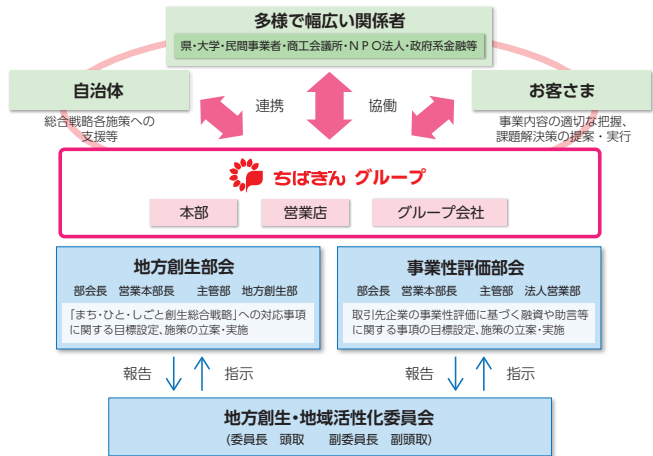 多様で幅広い関係者
県・大学・民間事業者・商工会議所・NPO法人・政府系金融等
自治体
お客さま
連携
協働
総合戦略各施策への
支援等
事業内容の適切な把握、
課題解決策の提案・実行
ちばぎん グループ
本部
営業店
グループ会社
地方創生部会
部会長 営業本部長 主管部 地方創生部
「まち・ひと・しごと創生総合戦略」への対応事項
に関する目標設定、施策の立案・実施
事業性評価部会
部会長 営業本部長 主管部 法人営業部
取引先企業の事業性評価に基づく融資や助言等
に関する事項の目標設定、施策の立案・実施
報告
指示
報告
指示
地方創生・地域活性化委員会
(委員長 頭取 副委員長 副頭取)